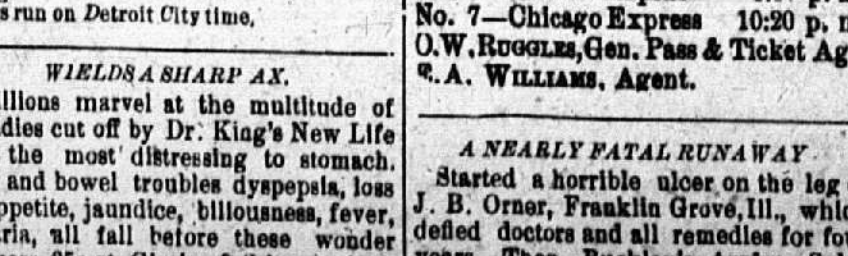 s run on Detroit City time,
WIELDS A SHARP AX.
illions marvel at the multitude of
dies cut off by Dr. King's New Life
the most distressing to stomach.
and bowel troubles dyspepsia, loss
ppetite, jaundice, billousness, fever,
ria, all fall before these wonder
No. 7—Chicago Express 10:20 p. m
O.W. RUGGLES, Gen. Pass & Ticket Ag
A. WILLIAMS, Agent.
A NEARLY FATAL RUNAWAY
Started a horrible ulcer on the leg
J. B. Orner, Franklin Grove, Ill., whic
defied doctors and all remedies for fou